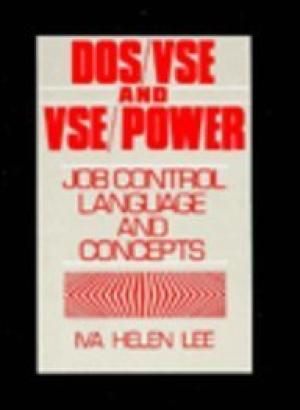 DOS/VSE
AND
VSE/POWER
JOB CONTROL
LANGUAGE
AND
CONCEPTS
IVA HELEN LEE